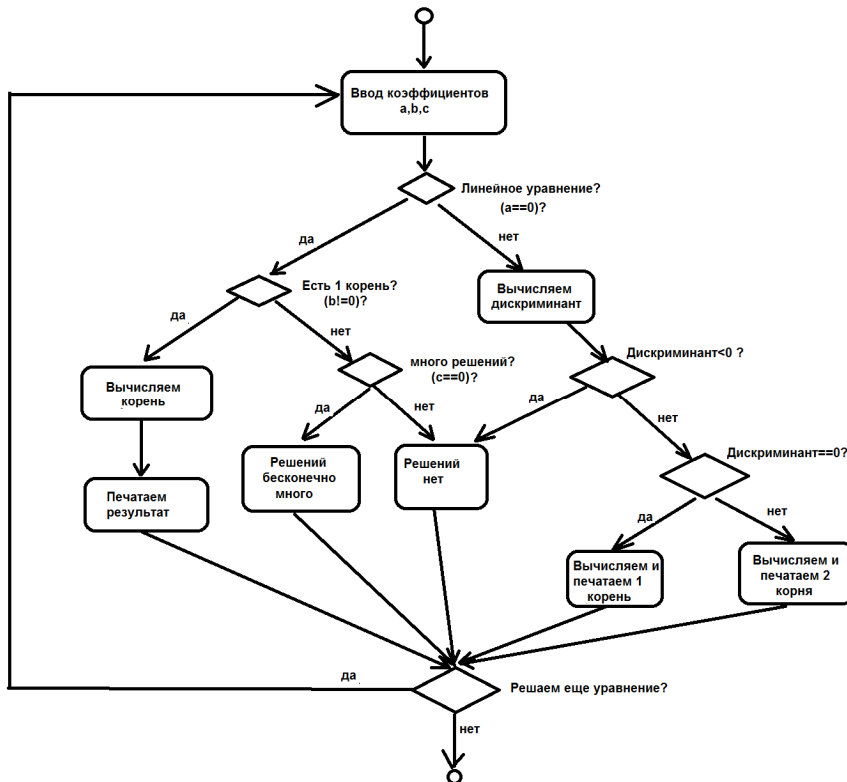 Ввод коэффициентов
a,b,c
Линейное уравнение?
(a==0)?
да
нет
Есть 1 корень?
(b!=0)?
Вычисляем
дискриминант
да
нет
много решений?
(c==0)?
Дискриминант<0 ?
Вычисляем
корень
да
нет
да
нет
Решений
бесконечно
много
Решений
нет
Дискриминант==0?
Печатаем
результат
да
нет
Вычисляем и
печатаем 1
корень
Вычисляем и
печатаем 2
корня
да
Решаем еще уравнение?
нет